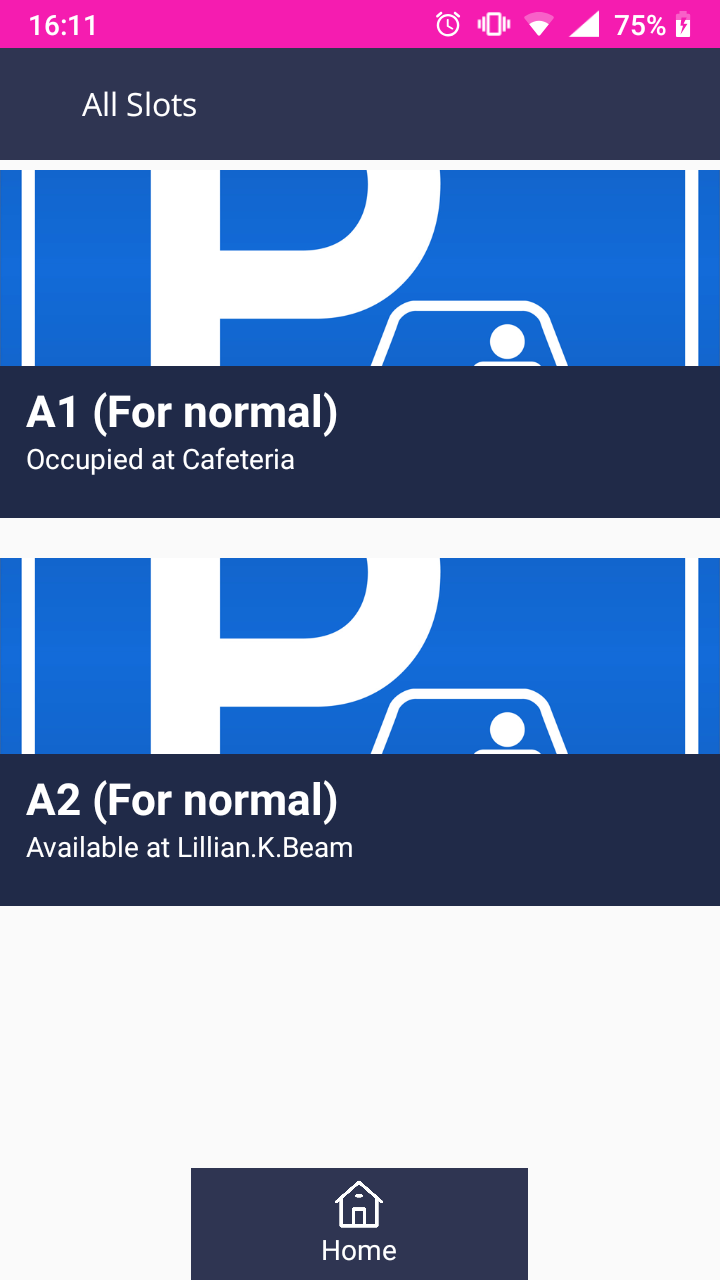 16:11
75%
All Slots
P
A1 (For normal)
Occupied at Cafeteria
P
A2 (For normal)
Available at Lillian.K.Beam
Home